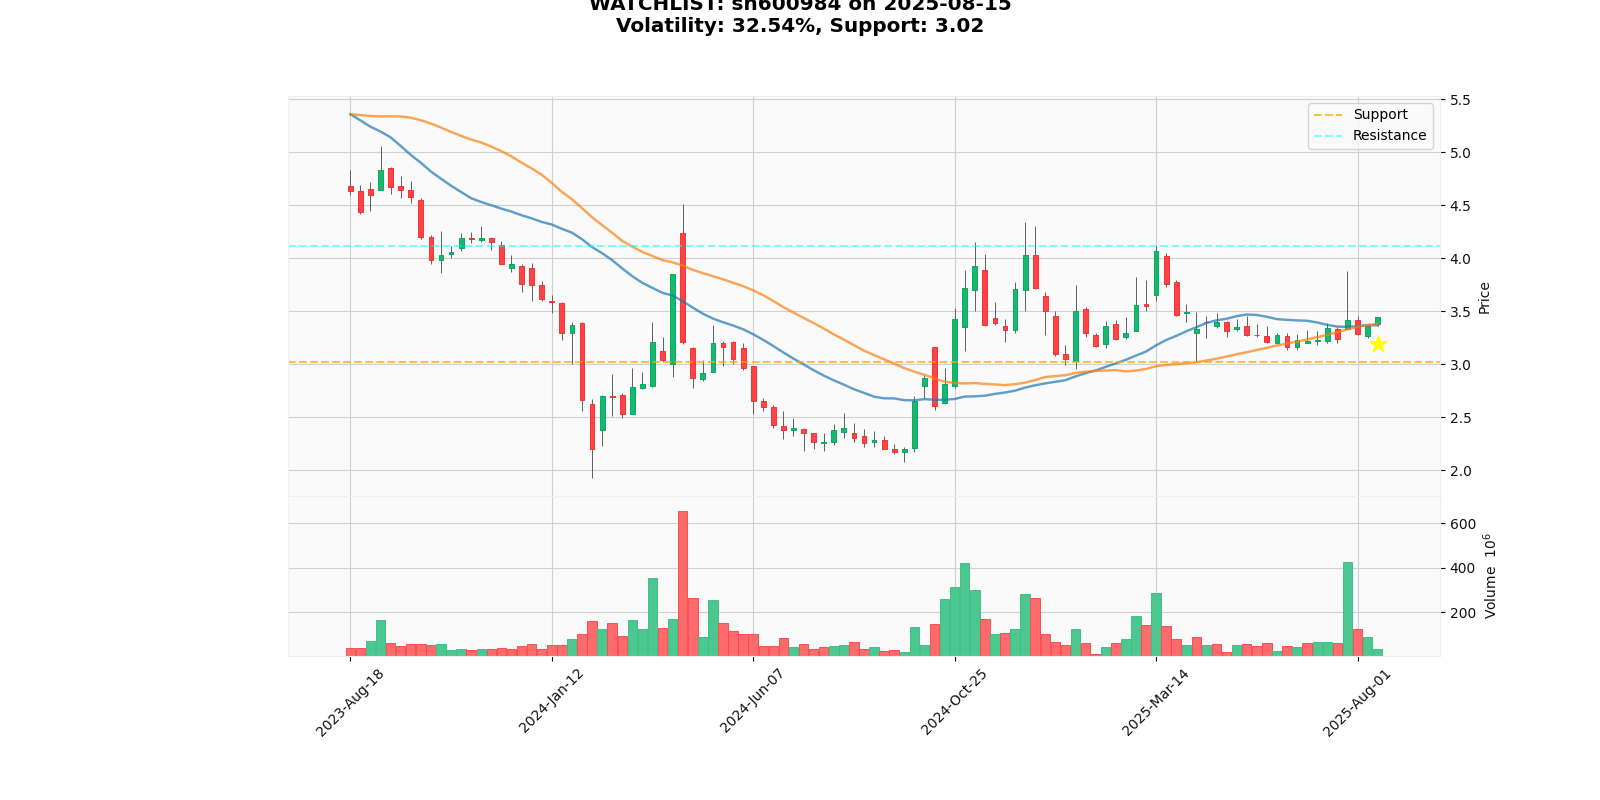 WATCHLIST: sh600984 on 2025-08-15
Volatility: 32.54%, Support: 3.02
Support
Resistance
5.5
5.0
4.5
4.0
3.5
3.0
2.5
2.0
Price
600
400
200
Volume 10^6
2023-Aug-18
2024-Jan-12
2024-Jun-07
2024-Oct-25
2025-Mar-14
2025-Aug-01